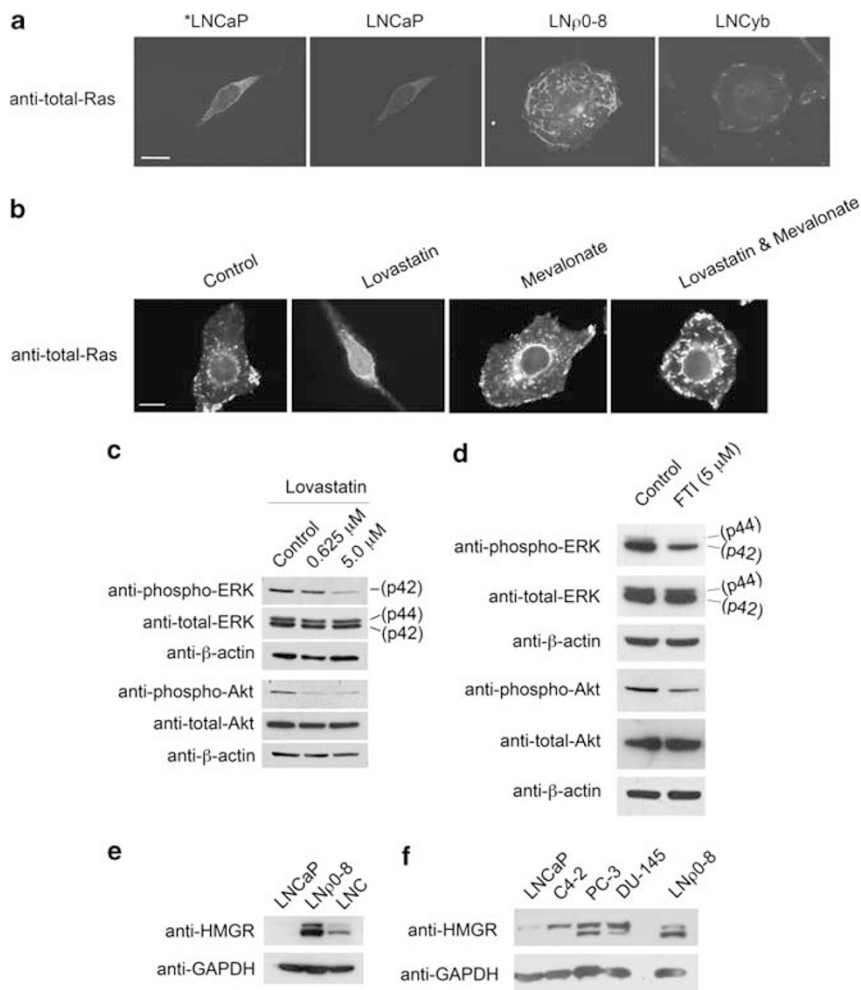 a
*LNCaP LNCaP LNρ0-8 LNCyb
anti-total-Ras
b
Control Lovastatin Mevalonate Lovastatin & Mevalonate
anti-total-Ras
c
Lovastatin
Control 0.625 μM 5.0 μM
anti-phospho-ERK (p42)
anti-total-ERK (p44)
(p42)
anti-β-actin
anti-phospho-Akt
anti-total-Akt
anti-β-actin
d
Control FTI (5 μM)
anti-phospho-ERK (p44)
(p42)
anti-total-ERK (p44)
(p42)
anti-β-actin
anti-phospho-Akt
anti-total-Akt
anti-β-actin
e
LNCaP LNρ0-8 LNC
anti-HMGR
anti-GAPDH
f
LNCaP C4-2 PC-3 DU-145 LNρ0-8
anti-HMGR
anti-GAPDH